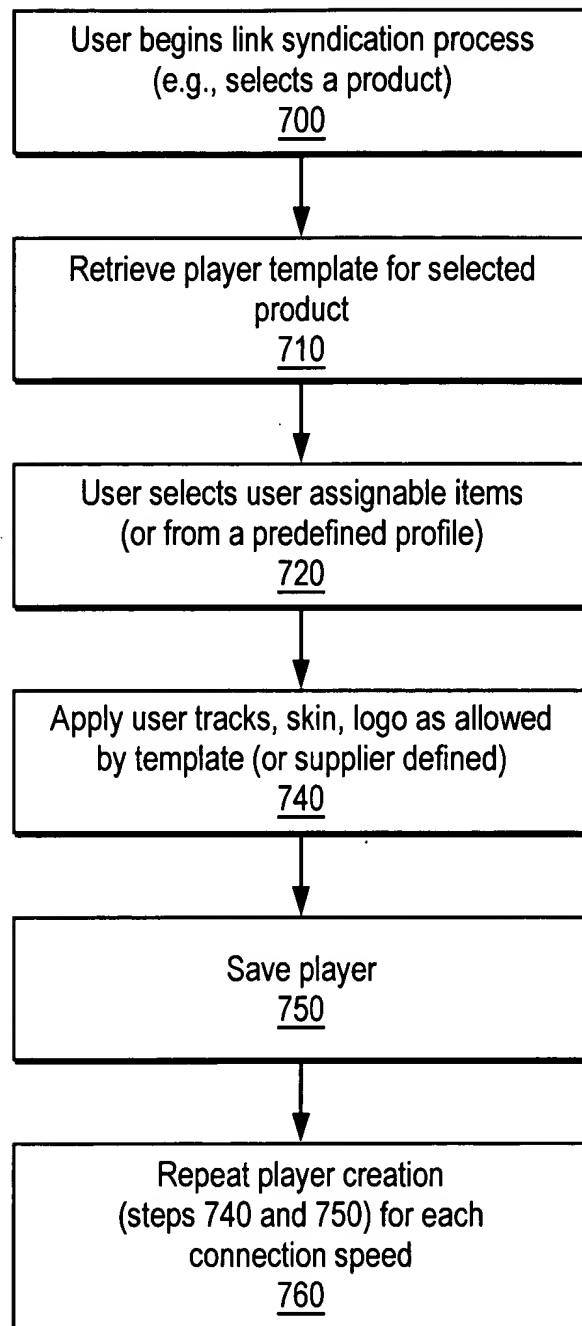 User begins link syndication process
(e.g., selects a product)
700
Retrieve player template for selected
product
710
User selects user assignable items
(or from a predefined profile)
720
Apply user tracks, skin, logo as allowed
by template (or supplier defined)
740
Save player
750
Repeat player creation
(steps 740 and 750) for each
connection speed
760